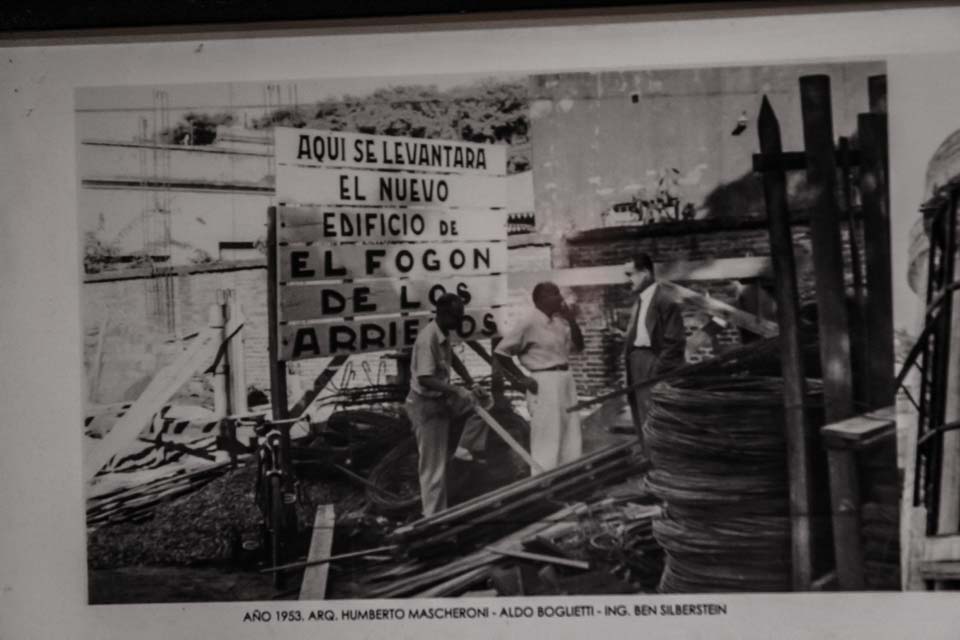 AQUI SE LEVANTARA
EL NUEVO
EDIFICIO DE
EL FOGON
DE LOS
AÑO 1953. ARQ. HUMBERTO MASCHERONI - ALDO BOGLIETTI - ING. BEN SILBERSTEIN